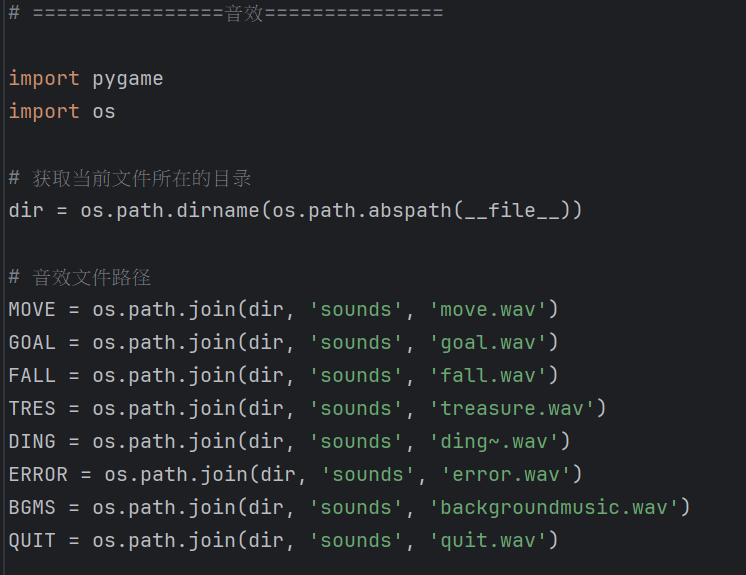 # ================音效===============
import pygame
import os
# 获取当前文件所在的目录
dir = os.path.dirname(os.path.abspath(__file__))
# 音效文件路径
MOVE = os.path.join(dir, 'sounds', 'move.wav')
GOAL = os.path.join(dir, 'sounds', 'goal.wav')
FALL = os.path.join(dir, 'sounds', 'fall.wav')
TRES = os.path.join(dir, 'sounds', 'treasure.wav')
DING = os.path.join(dir, 'sounds', 'ding~.wav')
ERROR = os.path.join(dir, 'sounds', 'error.wav')
BGMS = os.path.join(dir, 'sounds', 'backgroundmusic.wav')
QUIT = os.path.join(dir, 'sounds', 'quit.wav')